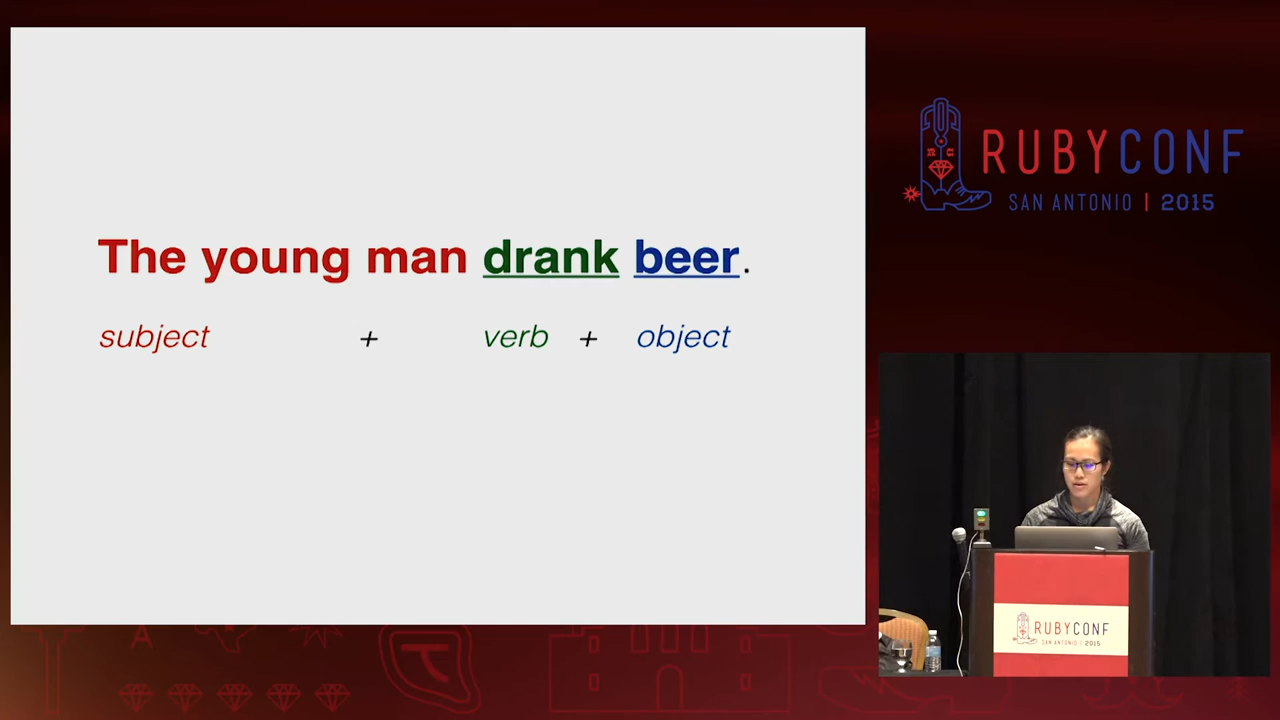 The young man drank beer.
subject + verb + object
RUBYCONF
SAN ANTONIO | 2015
RUBYCONF
SAN ANTONIO | 2015